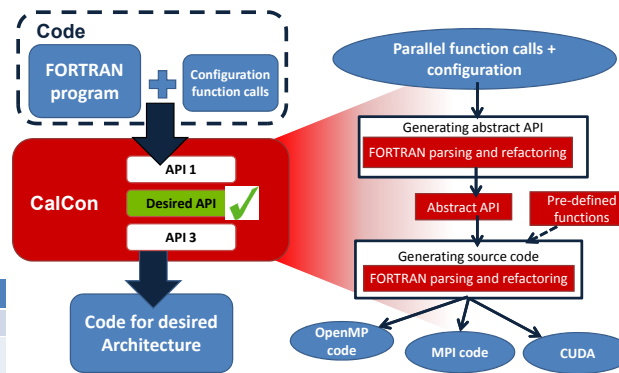 Code
FORTRAN
program
Configuration
function calls
CalCon
API 1
Desired API
API 3
Code for desired
Architecture
Parallel function calls +
configuration
Generating abstract API
FORTRAN parsing and refactoring
Abstract API
Pre-defined
functions
Generating source code
FORTRAN parsing and refactoring
OpenMP
code
MPI code
CUDA